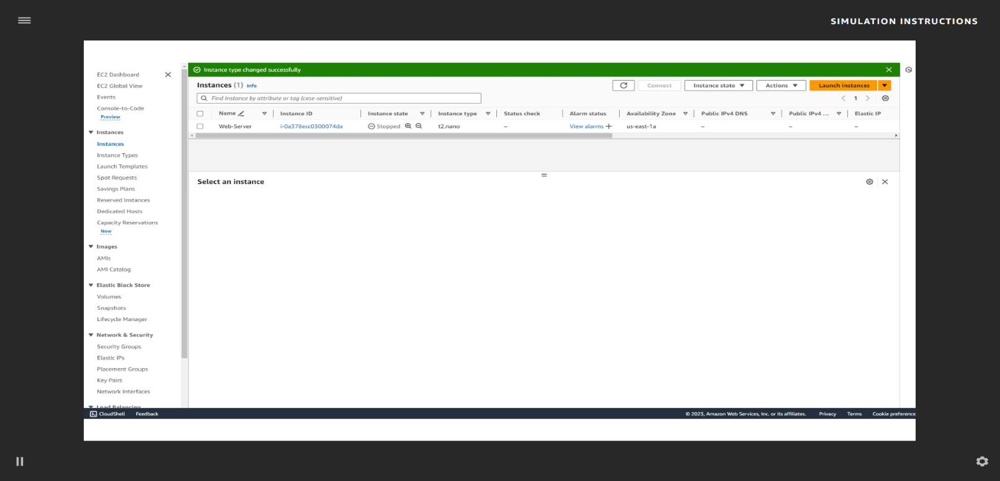 SIMULATION INSTRUCTIONS
EC2 Dashboard
EC2 Global View
Events
Console-to-Code
Preview
Instances
Instances
Instance Types
Launch Templates
Spot Requests
Savings Plans
Reserved Instances
Dedicated Hosts
Capacity Reservations
New
Images
AMIs
AMI Catalog
Elastic Block Store
Volumes
Snapshots
Lifecycle Manager
Network & Security
Security Groups
Elastic IPs
Placement Groups
Key Pairs
Network Interfaces
Load Balancing
Instance type changed successfully
Instances (1) Info
Connect Instance state Actions Launch instances
Find Instance by attribute or tag (case-sensitive)
1
Name Instance ID Instance state Instance type Status check Alarm status Availability Zone Public IPv4 DNS Public IPv4 ... Elastic IP
Web-Server i-0a378ecc0300074da Stopped t2.nano – View alarms + us-east-1a – – –
Select an instance
CloudShell Feedback © 2023, Amazon Web Services, Inc. or its affiliates. Privacy Terms Cookie preference